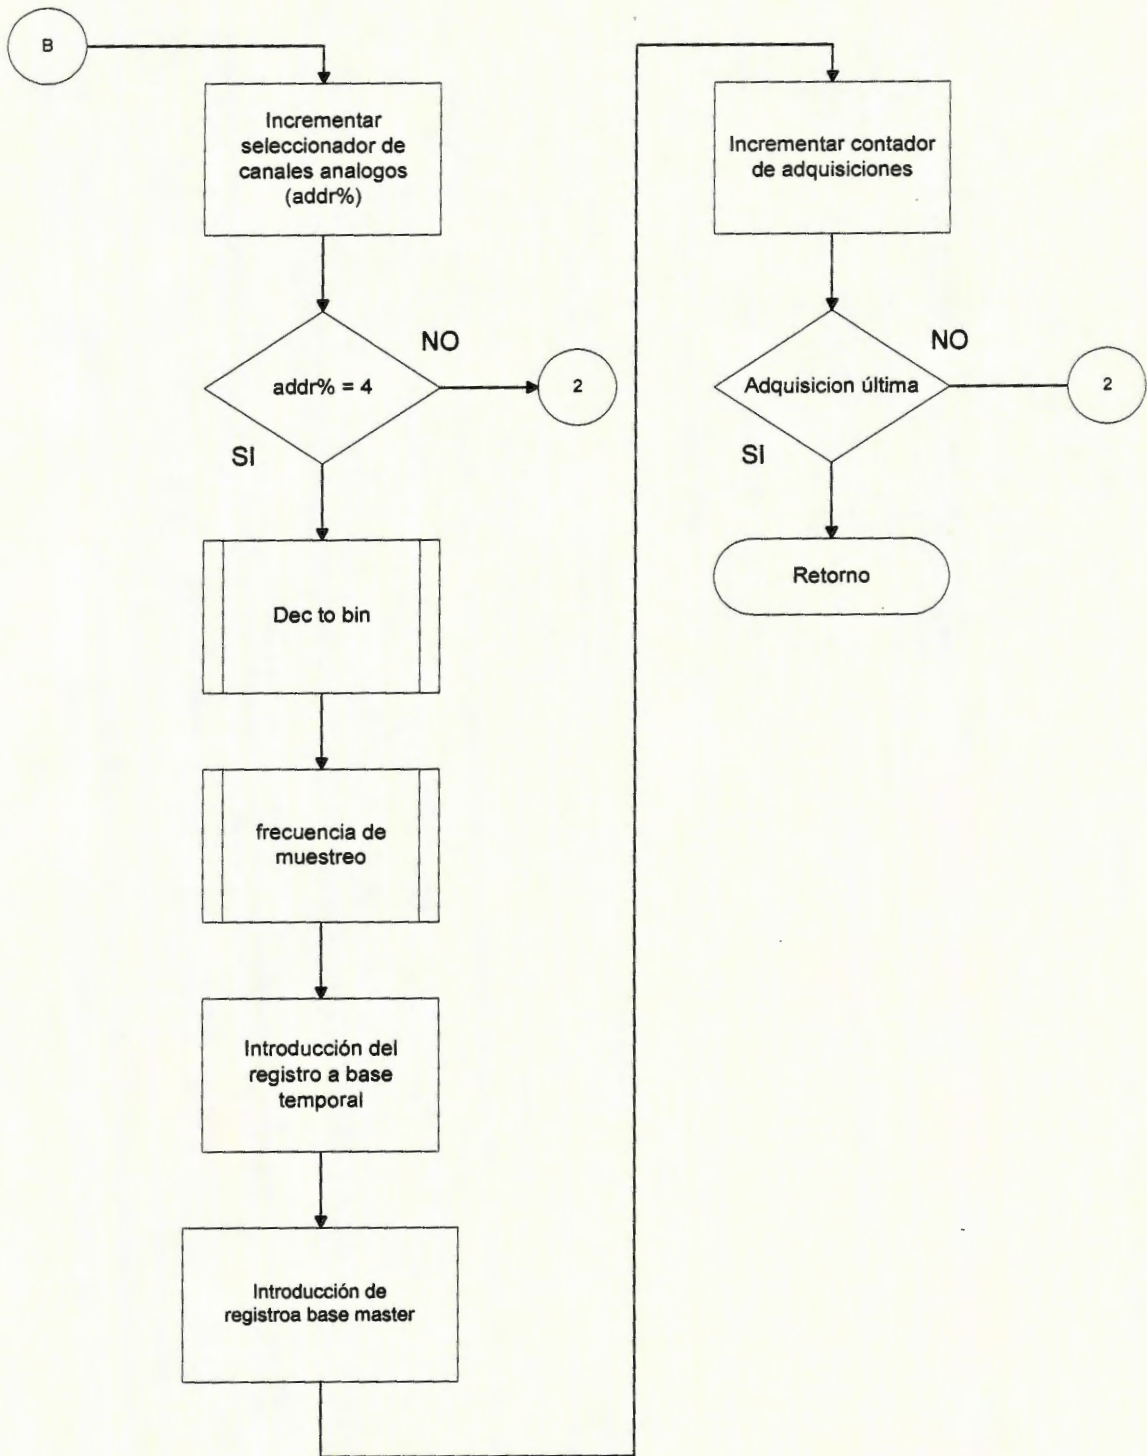 B
Incrementar
seleccionador de
canales analogos
(addr%)
addr% = 4
NO
2
SI
Dec to bin
frecuencia de
muestreo
Introducción del
registro a base
temporal
Introducción de
registroa base master
Incrementar contador
de adquisiciones
Adquisicion última
NO
2
SI
Retorno